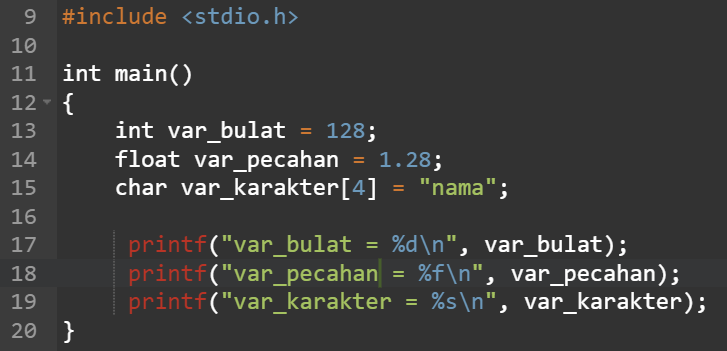 9 #include <stdio.h>
10
11 int main()
12 {
13     int var_bulat = 128;
14     float var_pecahan = 1.28;
15     char var_karakter[4] = "nama";
16
17      printf("var_bulat = %d\n", var_bulat);
18      printf("var_pecahan = %f\n", var_pecahan);
19      printf("var_karakter = %s\n", var_karakter);
20 }